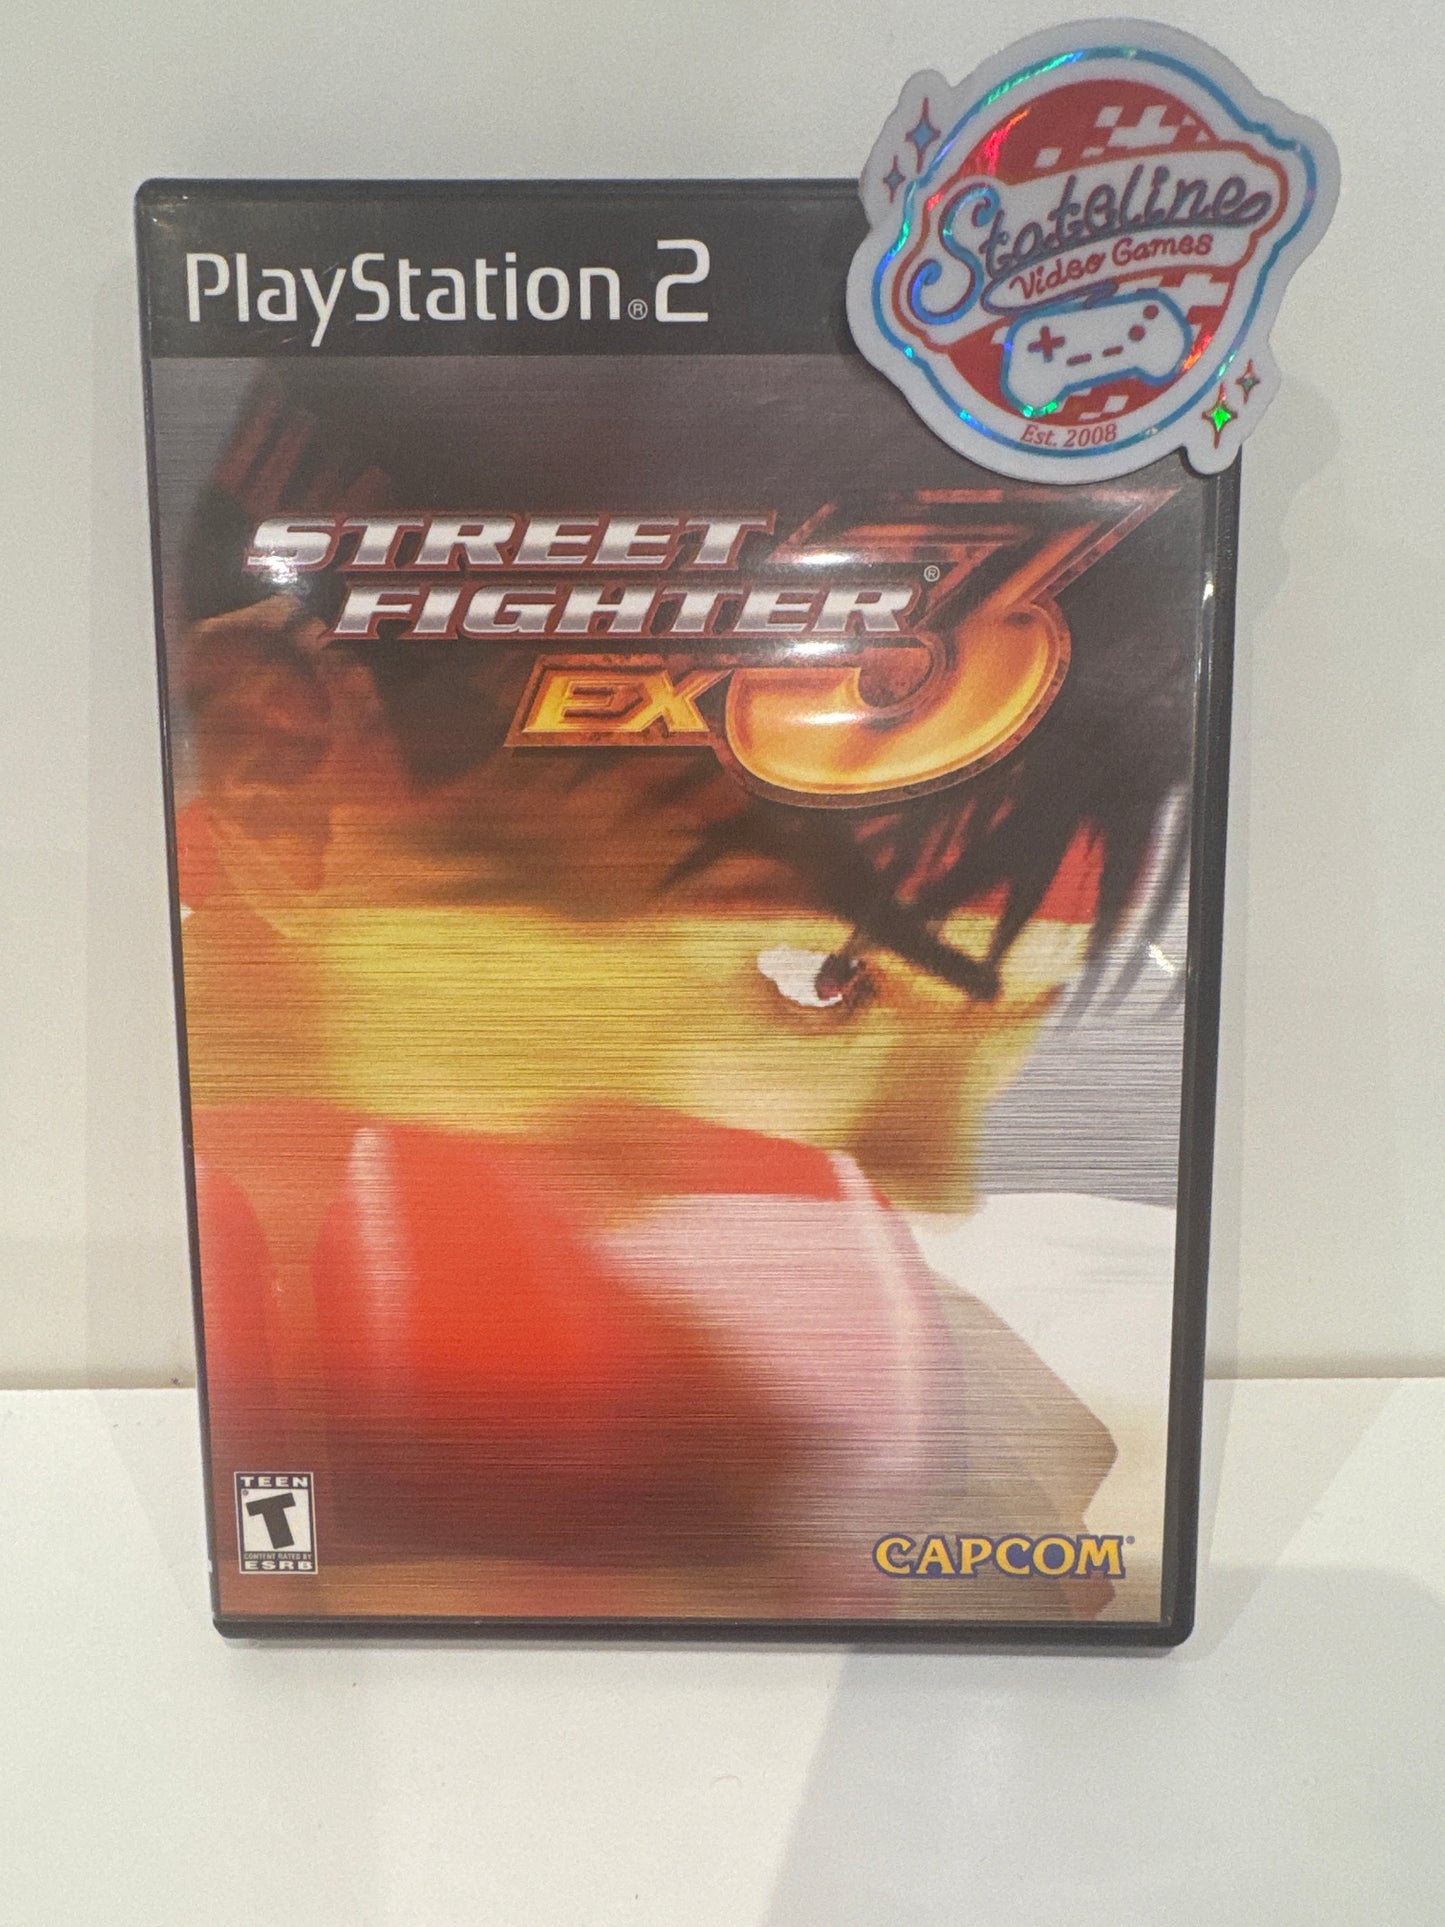 PlayStation®2
Stateline
Video Games
Est. 2008
STREET
FIGHTER®
EX3
TEEN
T
CONTENT RATED BY
ESRB
CAPCOM®